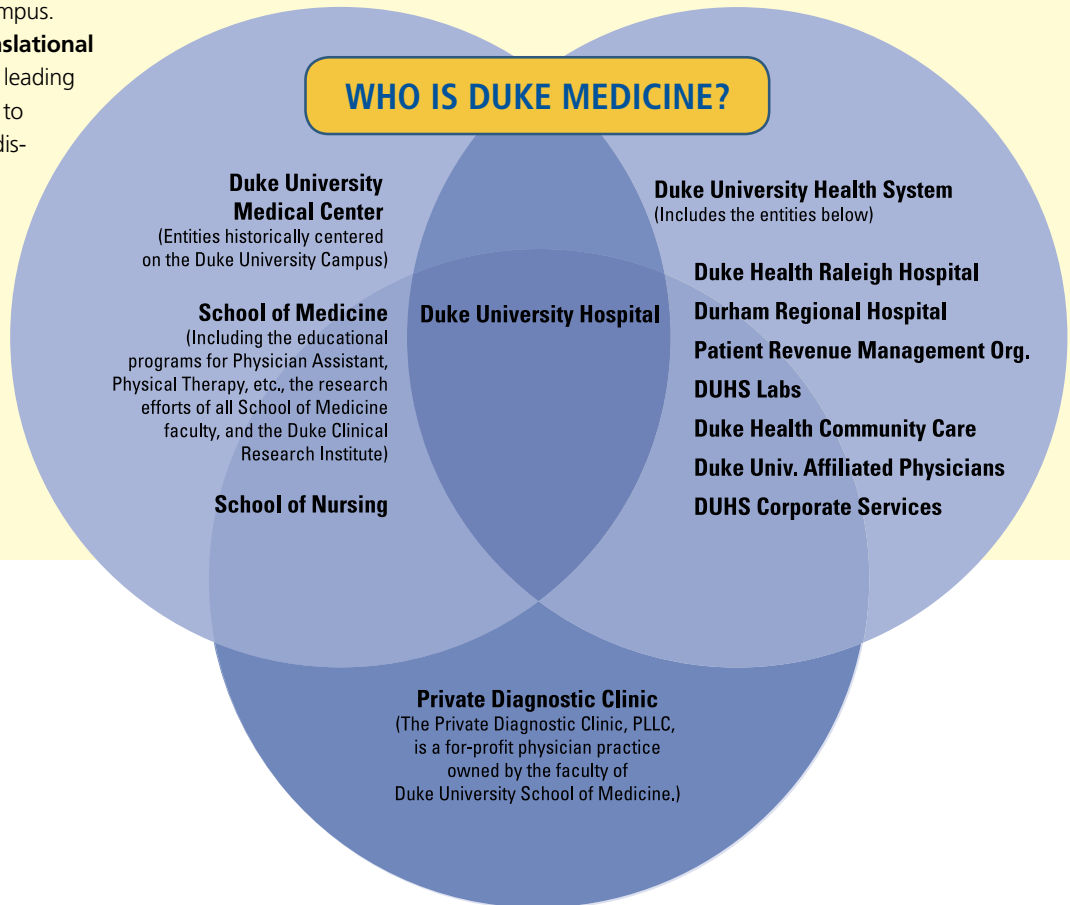 mpus.
nslational
leading
to
dis-
WHO IS DUKE MEDICINE?
Duke University
Medical Center
(Entities historically centered
on the Duke University Campus)
School of Medicine
(Including the educational
programs for Physician Assistant,
Physical Therapy, etc., the research
efforts of all School of Medicine
faculty, and the Duke Clinical
Research Institute)
School of Nursing
Duke University Hospital
Duke University Health System
(Includes the entities below)
Duke Health Raleigh Hospital
Durham Regional Hospital
Patient Revenue Management Org.
DUHS Labs
Duke Health Community Care
Duke Univ. Affiliated Physicians
DUHS Corporate Services
Private Diagnostic Clinic
(The Private Diagnostic Clinic, PLLC,
is a for-profit physician practice
owned by the faculty of
Duke University School of Medicine.)